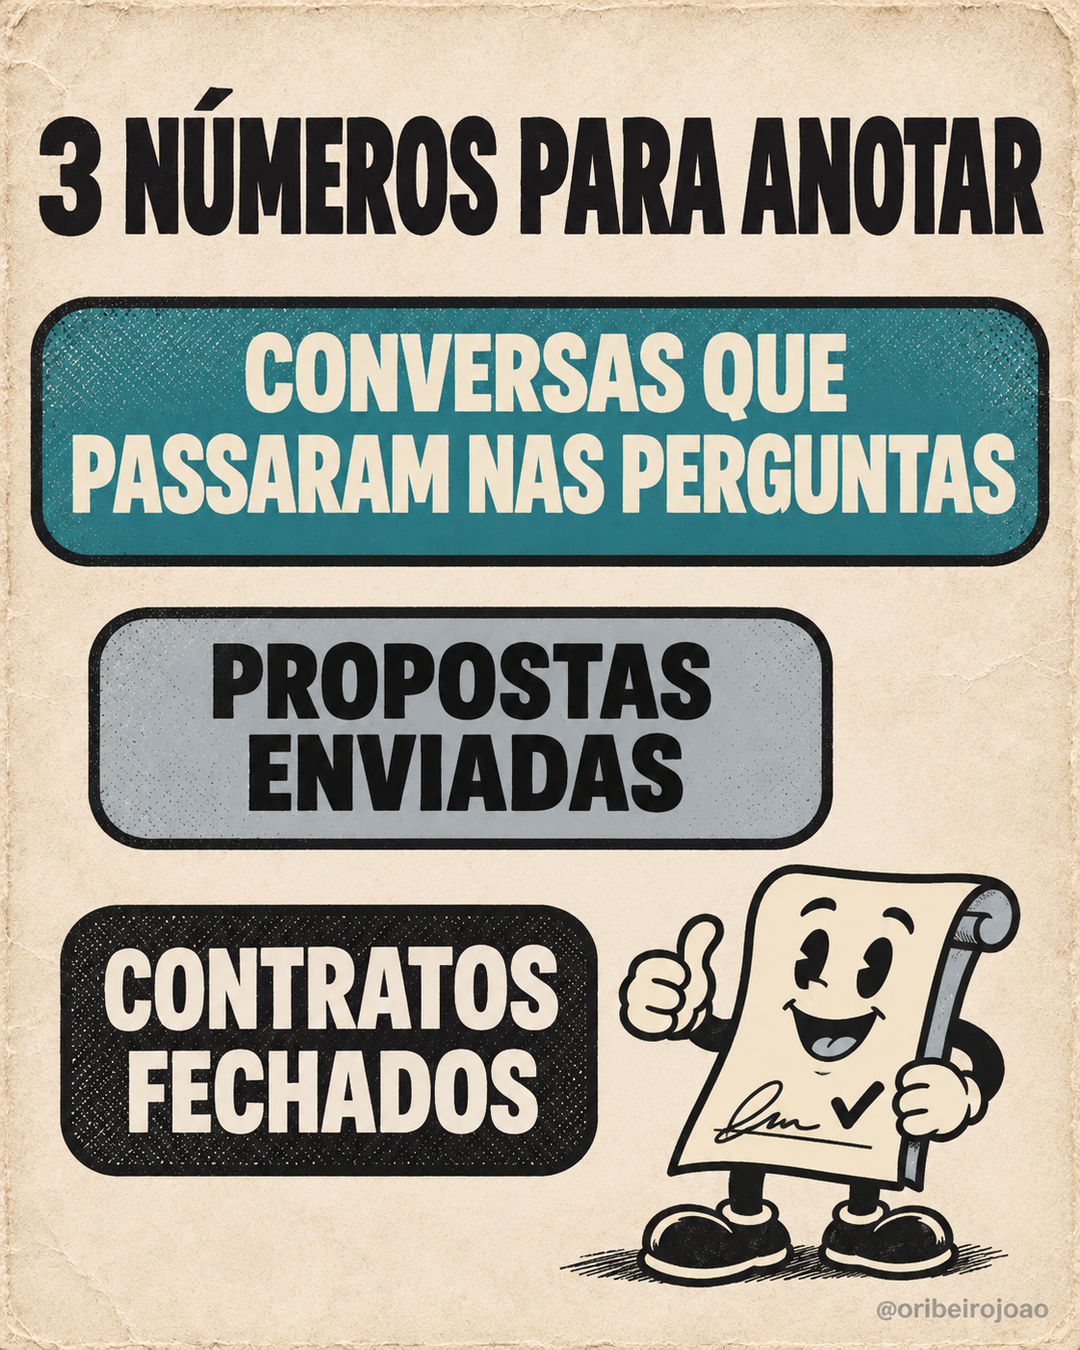 3 NÚMEROS PARA ANOTAR
CONVERSAS QUE
PASSARAM NAS PERGUNTAS
PROPOSTAS
ENVIADAS
CONTRATOS
FECHADOS
@oribeirojoao